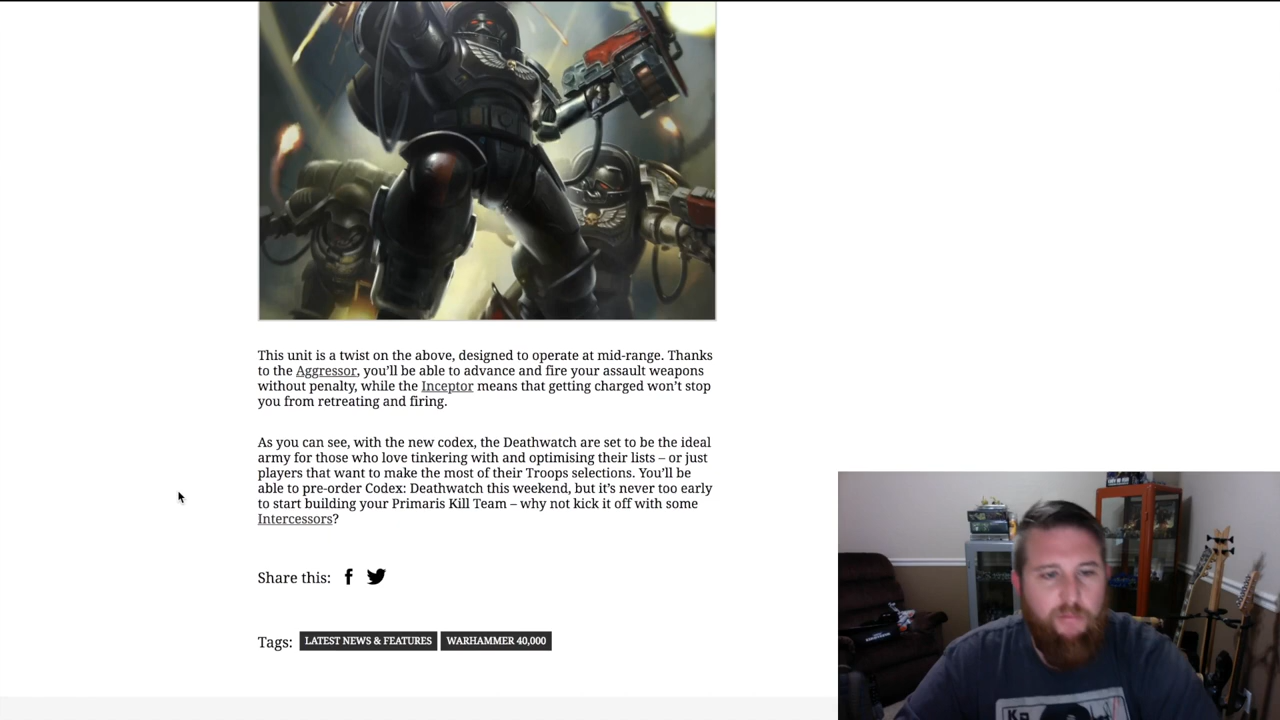 This unit is a twist on the above, designed to operate at mid-range. Thanks
to the Aggressor, you’ll be able to advance and fire your assault weapons
without penalty, while the Inceptor means that getting charged won’t stop
you from retreating and firing.
As you can see, with the new codex, the Deathwatch are set to be the ideal
army for those who love tinkering with and optimising their lists – or just
players that want to make the most of their Troops selections. You’ll be
able to pre-order Codex: Deathwatch this weekend, but it’s never too early
to start building your Primaris Kill Team – why not kick it off with some
Intercessors?
Share this:
Tags: LATEST NEWS & FEATURES WARHAMMER 40,000